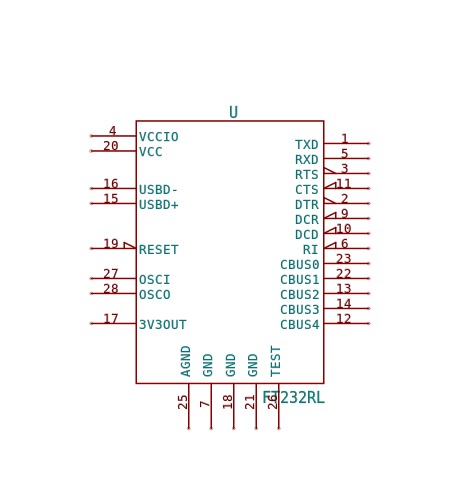 U
4 VCCIO
20 VCC
16 USBD-
15 USBD+
19 RESET
27 OSCI
28 OSCO
17 3V3OUT
TXD 1
RXD 5
RTS 3
CTS 11
DTR 2
DCR 9
DCD 10
RI 6
CBUS0 23
CBUS1 22
CBUS2 13
CBUS3 14
CBUS4 12
AGND 25
GND 7
GND 18
GND 21
TEST 26
FT232RL